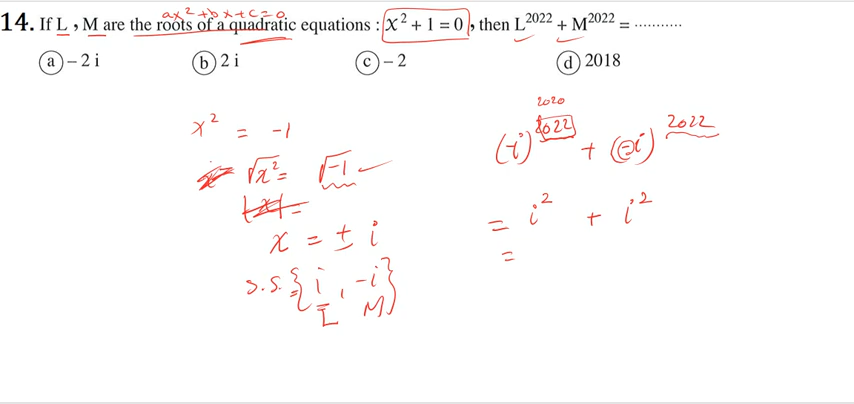 ax² + bx + c = 0
14. If L , M are the roots of a quadratic equations : x² + 1 = 0 , then L²⁰²² + M²⁰²² = ···········
ⓐ – 2 i ⓑ 2 i ⓒ – 2 ⓓ 2018
2020
x² = -1
(-i)²⁰²² + (-i)²⁰²²
√x² = √-1
|x| =
= i² + i²
x = ± i
=
S.S. {i, -i}
L M